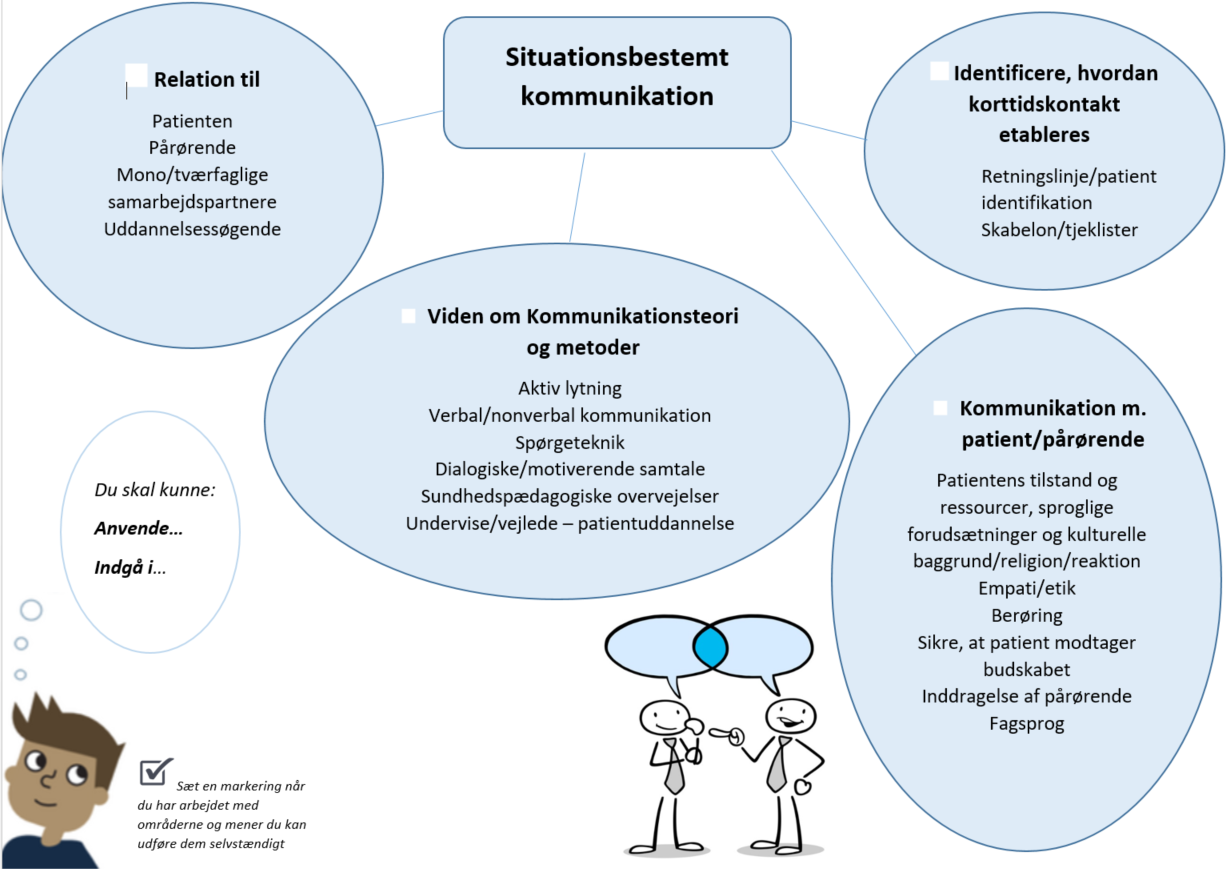 Situationsbestemt
kommunikation
Relation til
Patienten
Pårørende
Mono/tværfaglige
samarbejdspartnere
Uddannelsessøgende
Identificere, hvordan
korttidskontakt
etableres
Retningslinje/patient
identifikation
Skabelon/tjeklister
Viden om Kommunikationsteori
og metoder
Aktiv lytning
Verbal/nonverbal kommunikation
Spørgeteknik
Dialogiske/motiverende samtale
Sundhedspædagogiske overvejelser
Undervise/vejlede – patientuddannelse
Kommunikation m.
patient/pårørende
Patientens tilstand og
ressourcer, sproglige
forudsætninger og kulturelle
baggrund/religion/reaktion
Empati/etik
Berøring
Sikre, at patient modtager
budskabet
Inddragelse af pårørende
Fagsprog
Du skal kunne:
Anvende...
Indgå i...
Sæt en markering når
du har arbejdet med
områderne og mener du kan
udføre dem selvstændigt